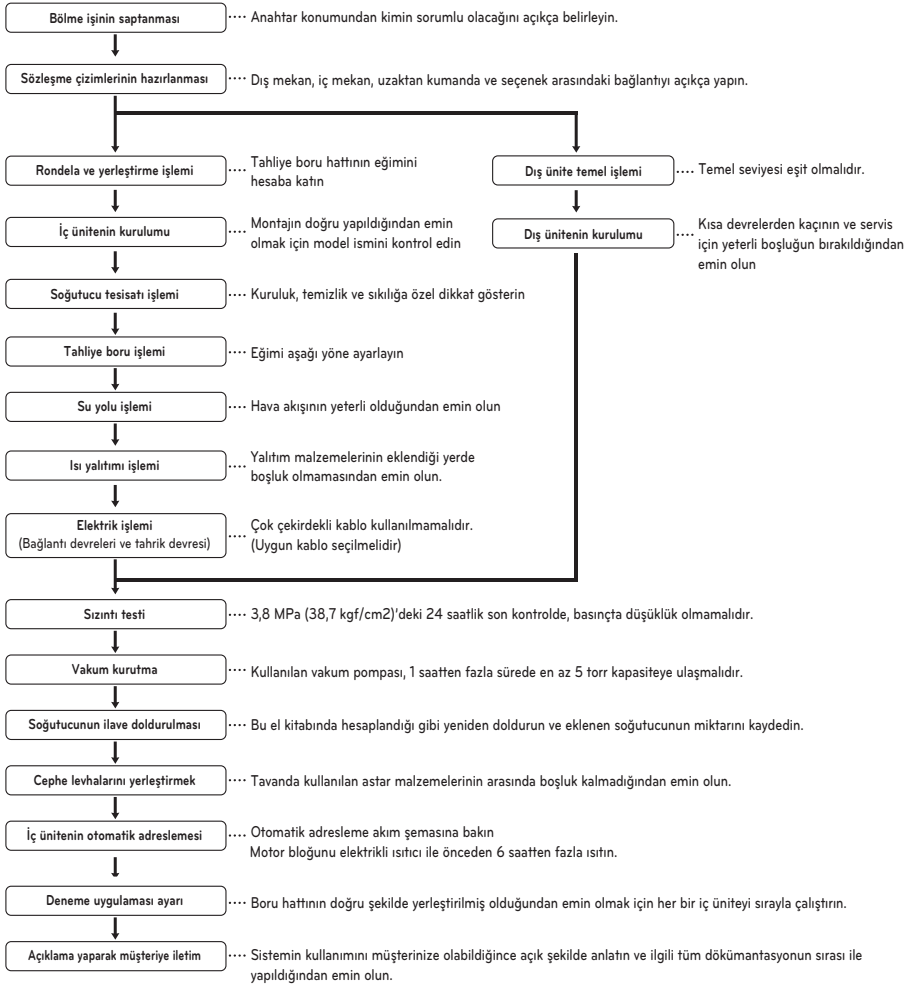 Bölme işinin saptanması
.... Anahtar konumundan kimin sorumlu olacağını açıkça belirleyin.
Sözleşme çizimlerinin hazırlanması
.... Dış mekan, iç mekan, uzaktan kumanda ve seçenek arasındaki bağlantıyı açıkça yapın.
Rondela ve yerleştirme işlemi
.... Tahliye boru hattının eğimini
hesaba katın
Dış ünite temel işlemi
.... Temel seviyesi eşit olmalıdır.
İç ünitenin kurulumu
.... Montajın doğru yapıldığından emin
olmak için model ismini kontrol edin
Dış ünitenin kurulumu
.... Kısa devrelerden kaçının ve servis
için yeterli boşluğun bırakıldığından
emin olun
Soğutucu tesisatı işlemi
.... Kuruluk, temizlik ve sıkılığa özel dikkat gösterin
Tahliye boru işlemi
.... Eğimi aşağı yöne ayarlayın
Su yolu işlemi
.... Hava akışının yeterli olduğundan emin olun
Isı yalıtımı işlemi
.... Yalıtım malzemelerinin eklendiği yerde
boşluk olmamasından emin olun.
Elektrik işlemi
(Bağlantı devreleri ve tahrik devresi)
.... Çok çekirdekli kablo kullanılmamalıdır.
(Uygun kablo seçilmelidir)
Sızıntı testi
.... 3,8 MPa (38,7 kgf/cm2)'deki 24 saatlik son kontrolde, basınçta düşüklük olmamalıdır.
Vakum kurutma
.... Kullanılan vakum pompası, 1 saatten fazla sürede en az 5 torr kapasiteye ulaşmalıdır.
Soğutucunun ilave doldurulması
.... Bu el kitabında hesaplandığı gibi yeniden doldurun ve eklenen soğutucunun miktarını kaydedin.
Cephe levhalarını yerleştirmek
.... Tavanda kullanılan astar malzemelerinin arasında boşluk kalmadığından emin olun.
İç ünitenin otomatik adreslemesi
.... Otomatik adresleme akım şemasına bakın
Motor bloğunu elektrikli ısıtıcı ile önceden 6 saatten fazla ısıtın.
Deneme uygulaması ayarı
.... Boru hattının doğru şekilde yerleştirilmiş olduğundan emin olmak için her bir iç üniteyi sırayla çalıştırın.
Açıklama yaparak müşteriye iletim
.... Sistemin kullanımını müşterinize olabildiğince açık şekilde anlatın ve ilgili tüm dökümantasyonun sırası ile
yapıldığından emin olun.